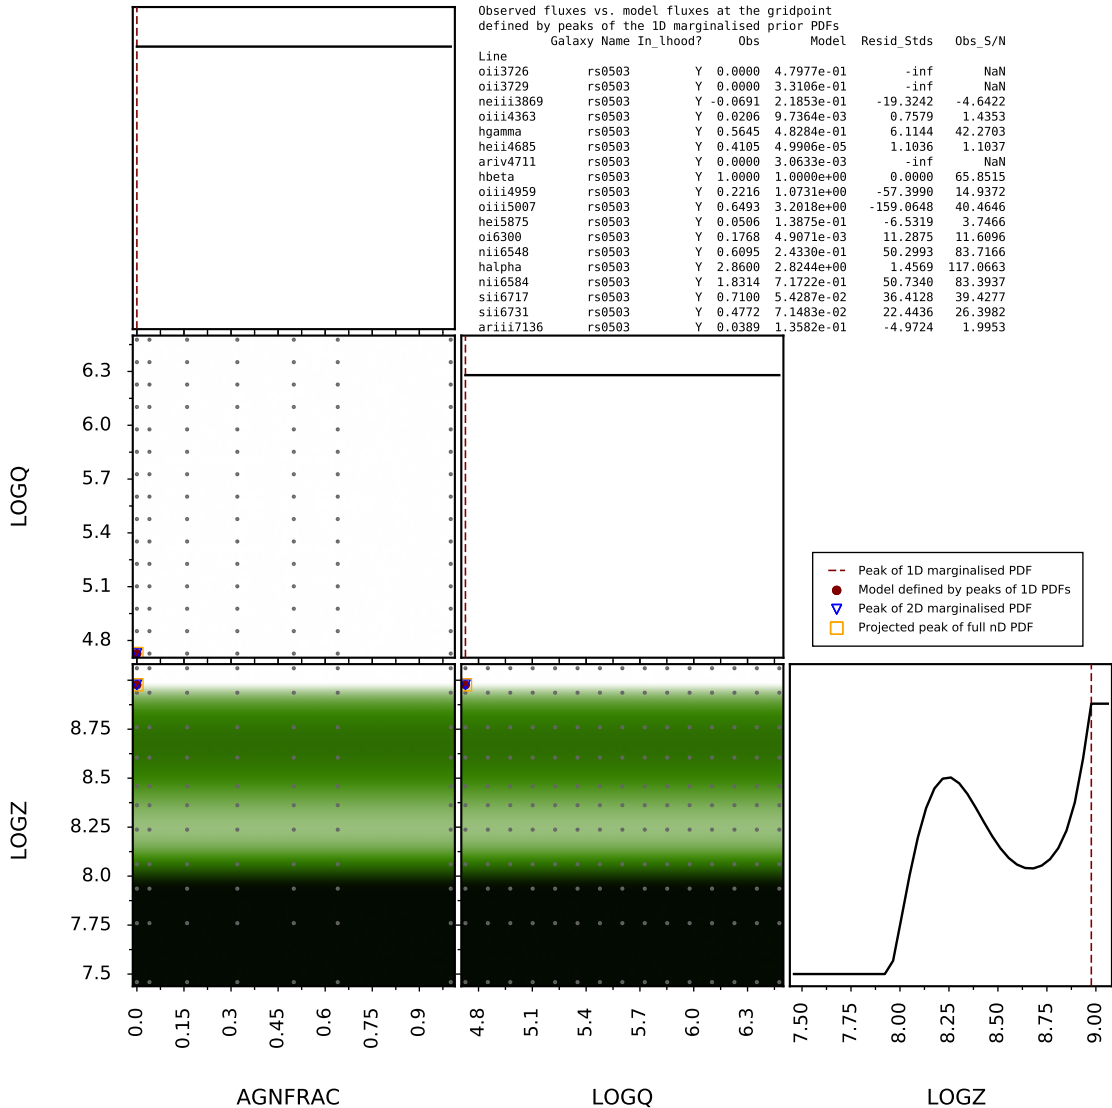 Observed fluxes vs. model fluxes at the gridpoint
defined by peaks of the 1D marginalised prior PDFs
Galaxy Name In_lhood? Obs Model Resid_Stds Obs_S/N
Line
oii3726 rs0503 Y 0.0000 4.7977e-01 -inf NaN
oii3729 rs0503 Y 0.0000 3.3106e-01 -inf NaN
neiii3869 rs0503 Y -0.0691 2.1853e-01 -19.3242 -4.6422
oiii4363 rs0503 Y 0.0206 9.7364e-03 0.7579 1.4353
hgamma rs0503 Y 0.5645 4.8284e-01 6.1144 42.2703
heii4685 rs0503 Y 0.4105 4.9906e-05 1.1036 1.1037
ariv4711 rs0503 Y 0.0000 3.0633e-03 -inf NaN
hbeta rs0503 Y 1.0000 1.0000e+00 0.0000 65.8515
oiii4959 rs0503 Y 0.2216 1.0731e+00 -57.3990 14.9372
oiii5007 rs0503 Y 0.6493 3.2018e+00 -159.0648 40.4646
hei5875 rs0503 Y 0.0506 1.3875e-01 -6.5319 3.7466
oi6300 rs0503 Y 0.1768 4.9071e-03 11.2875 11.6096
nii6548 rs0503 Y 0.6095 2.4330e-01 50.2993 83.7166
halpha rs0503 Y 2.8600 2.8244e+00 1.4569 117.0663
nii6584 rs0503 Y 1.8314 7.1722e-01 50.7340 83.3937
sii6717 rs0503 Y 0.7100 5.4287e-02 36.4128 39.4277
sii6731 rs0503 Y 0.4772 7.1483e-02 22.4436 26.3982
ariii7136 rs0503 Y 0.0389 1.3582e-01 -4.9724 1.9953
LOGQ
6.3
6.0
5.7
5.4
5.1
4.8
Peak of 1D marginalised PDF
Model defined by peaks of 1D PDFs
Peak of 2D marginalised PDF
Projected peak of full nD PDF
LOGZ
8.75
8.5
8.25
8.0
7.75
7.5
0.0 0.15 0.3 0.45 0.6 0.75 0.9
4.8 5.1 5.4 5.7 6.0 6.3
7.50 7.75 8.00 8.25 8.50 8.75 9.00
AGNFRAC LOGQ LOGZ